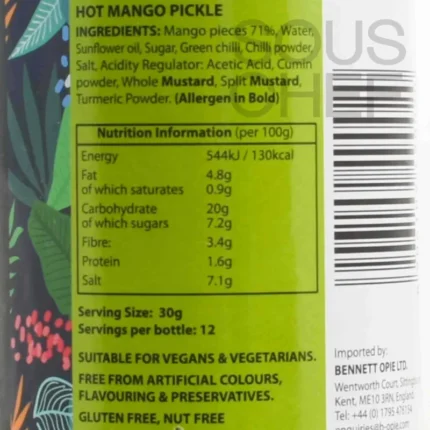 HOT MANGO PICKLE
INGREDIENTS: Mango pieces 71%, Water,
Sunflower oil, Sugar, Green chilli, Chilli powder,
Salt, Acidity Regulator: Acetic Acid, Cumin
powder, Whole Mustard, Split Mustard,
Turmeric Powder. (Allergen in Bold)
Nutrition Information (per 100g)
Energy 544kJ / 130kcal
Fat 4.8g
of which saturates 0.9g
Carbohydrate 20g
of which sugars 7.2g
Fibre: 3.4g
Protein 1.6g
Salt 7.1g
Serving Size: 30g
Servings per bottle: 12
SUITABLE FOR VEGANS & VEGETARIANS.
FREE FROM ARTIFICIAL COLOURS,
FLAVOURING & PRESERVATIVES.
GLUTEN FREE, NUT FREE
SOUS
CHEF
Imported by:
BENNETT OPIE LTD.
Wentworth Court,
Kent, ME10 3RN, England.
Tel: +44 (0) 1795